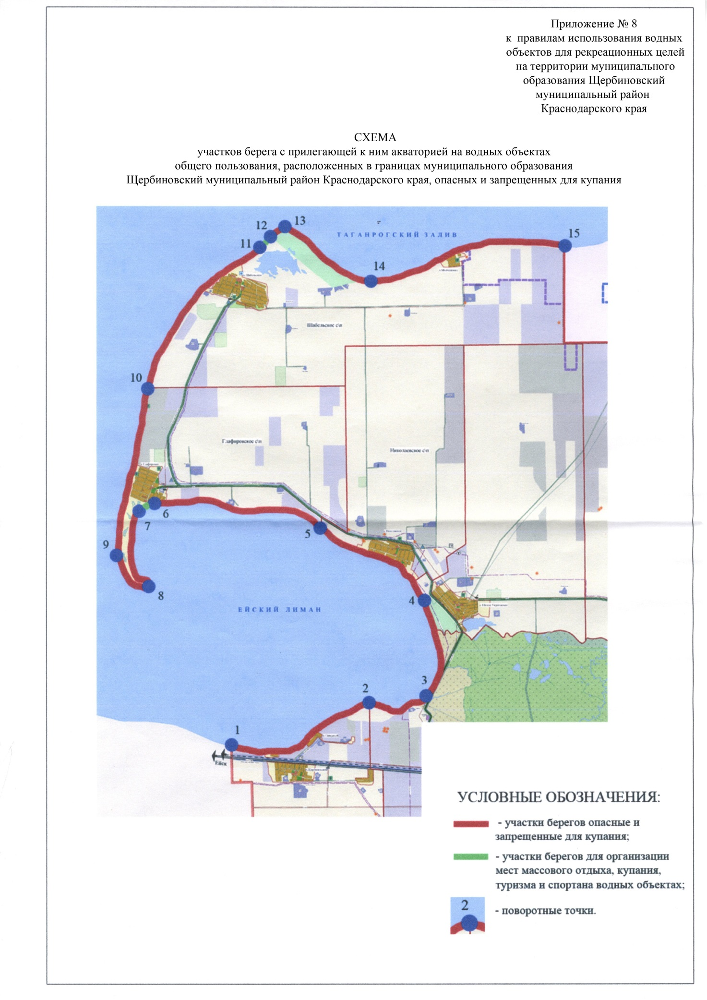 Приложение № 8
к правилам использования водных
объектов для рекреационных целей
на территории муниципального
образования Щербиновский
муниципальный район
Краснодарского края
СХЕМА
участков берега с прилегающей к ним акваторией на водных объектах
общего пользования, расположенных в границах муниципального образования
Щербиновский муниципальный район Краснодарского края, опасных и запрещенных для купания
13
12
ТАГАНРОГСКИЙ ЗАЛИВ
15
11
14
Шабельское с\п
10
Глафировское с\п
Николаевское с\п
6
7
5
9
8
4
ЕЙСКИЙ ЛИМАН
3
2
1
Ейск
УСЛОВНЫЕ ОБОЗНАЧЕНИЯ:
- участки берегов опасные и
запрещенные для купания;
- участки берегов для организации
мест массового отдыха, купания,
туризма и спортана водных объектах;
2
- поворотные точки.